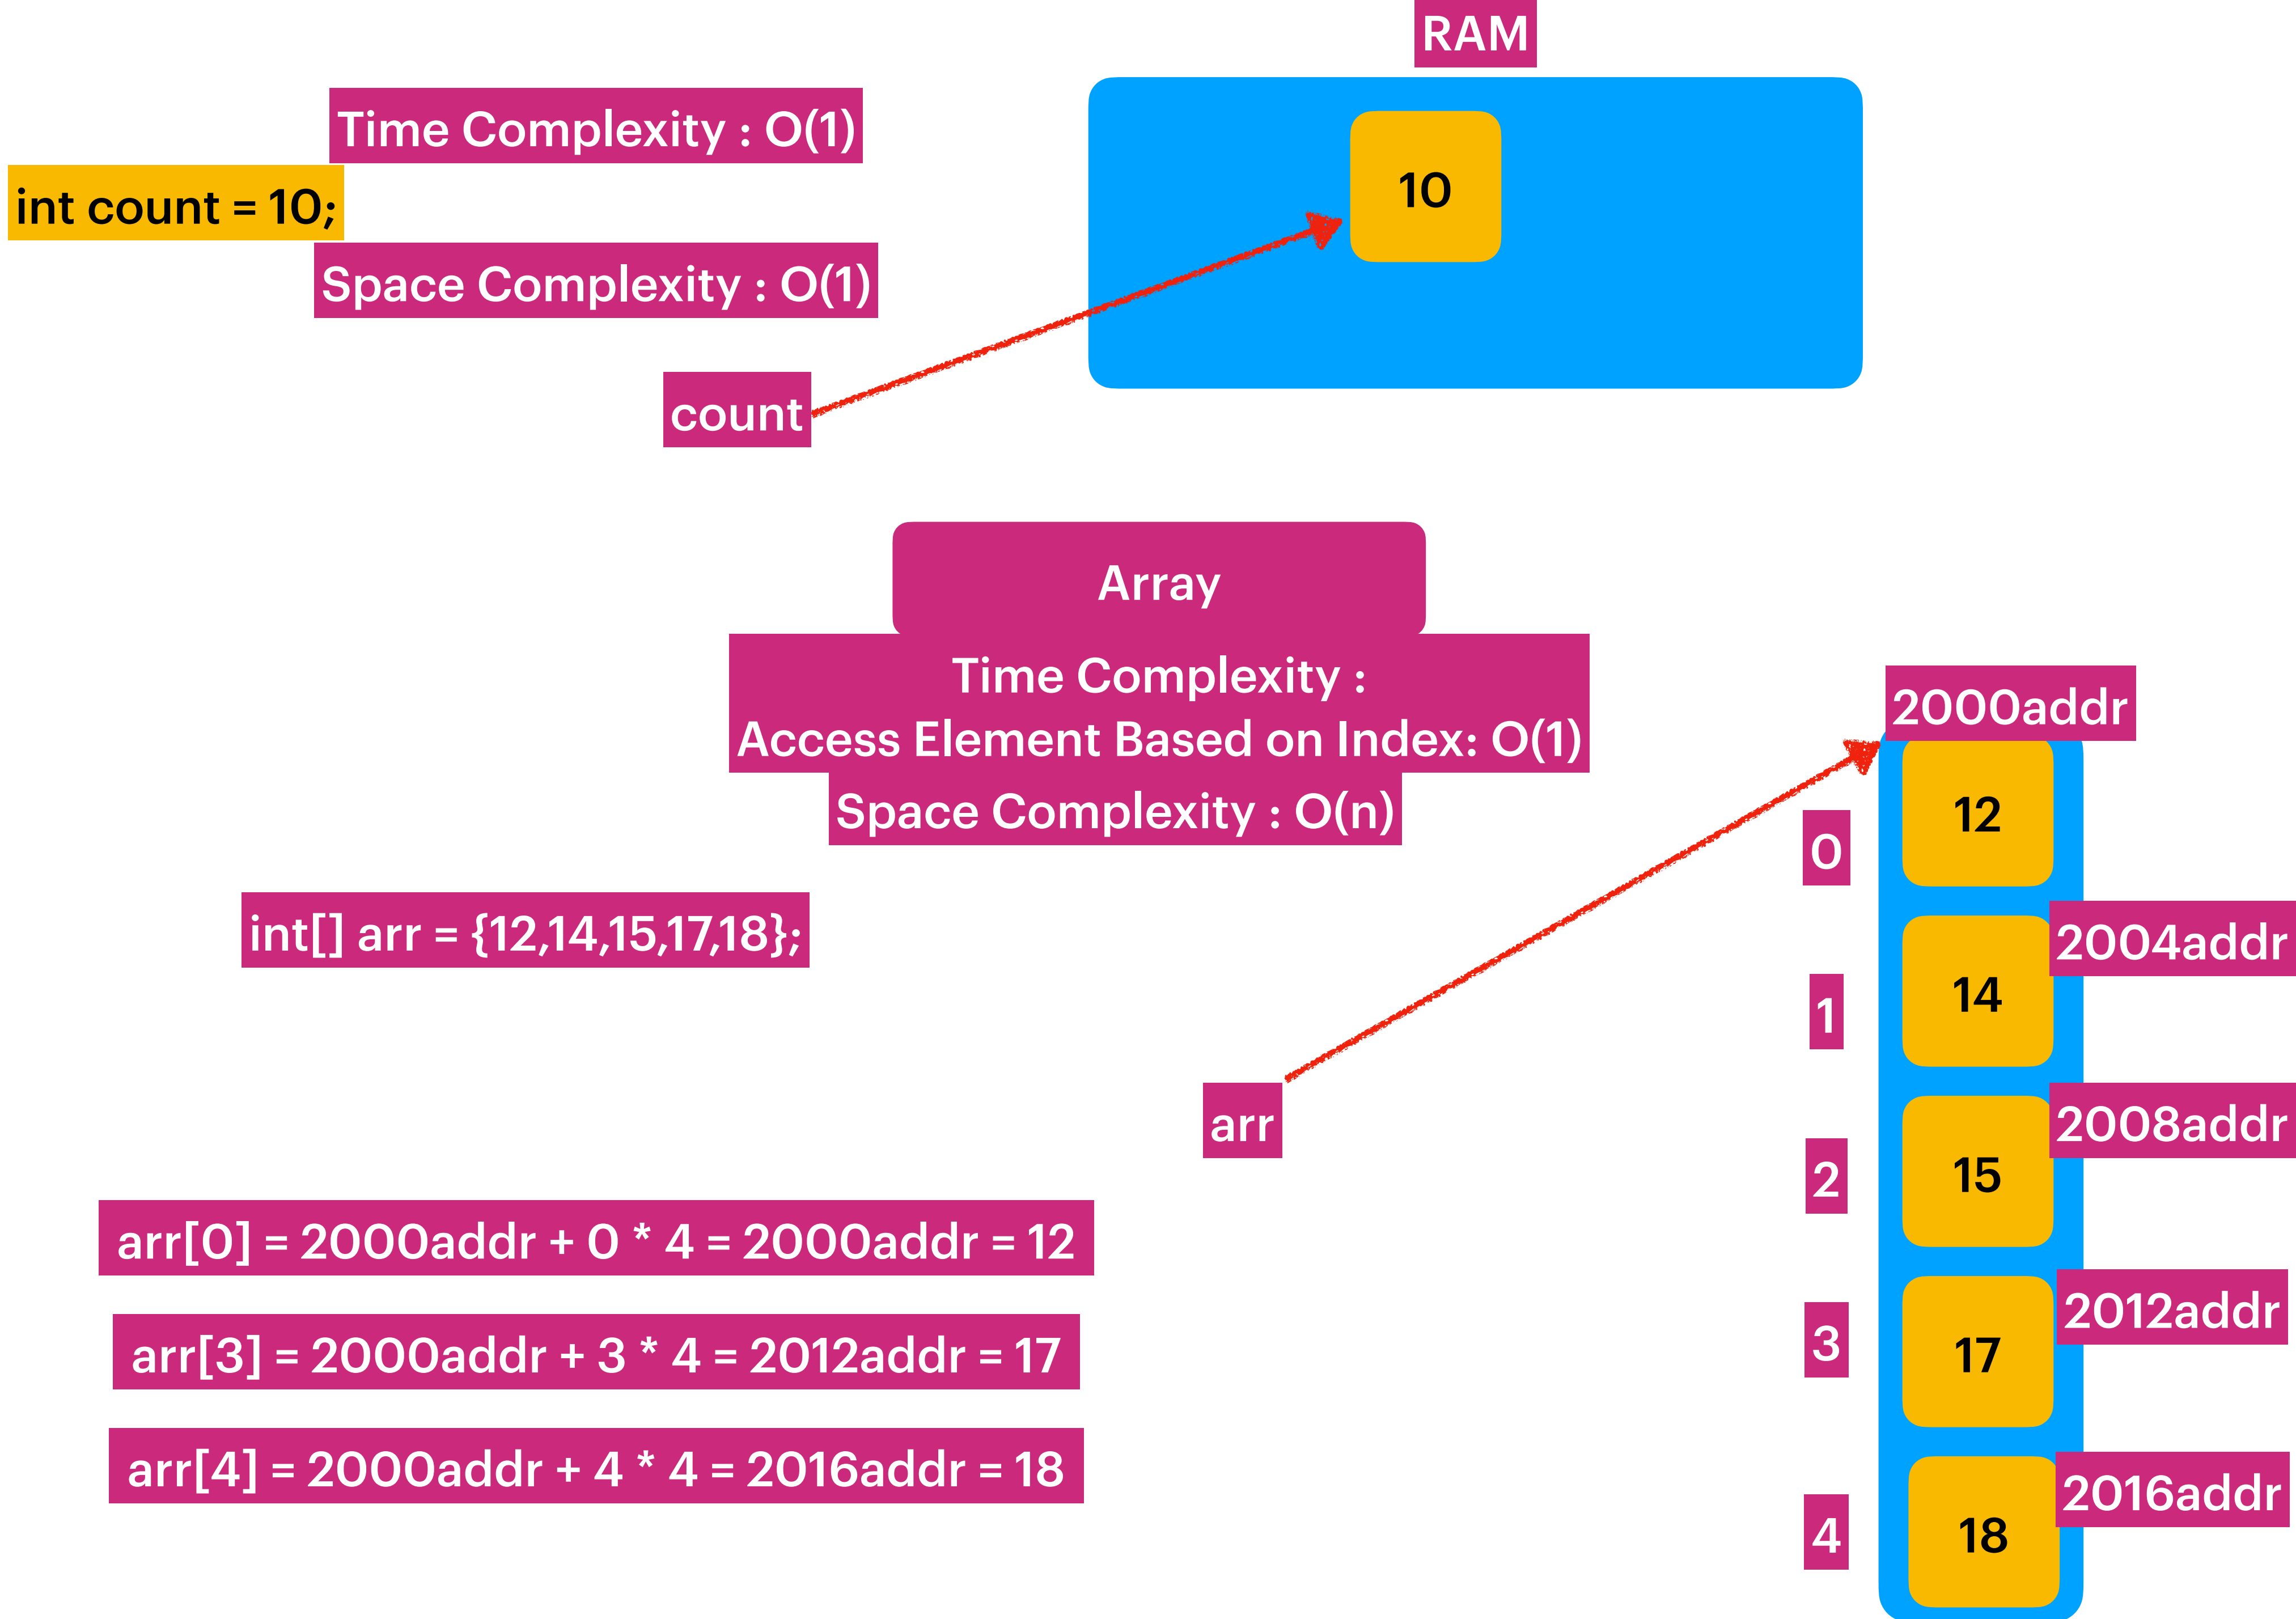 RAM
Time Complexity : O(1)
10
int count = 10;
Space Complexity : O(1)
count
Array
Time Complexity :
Access Element Based on Index: O(1)
Space Complexity : O(n)
2000addr
12
0
int[] arr = {12,14,15,17,18};
2004addr
14
1
arr
2008addr
15
2
arr[0] = 2000addr + 0 * 4 = 2000addr = 12
2012addr
17
3
arr[3] = 2000addr + 3 * 4 = 2012addr = 17
arr[4] = 2000addr + 4 * 4 = 2016addr = 18
2016addr
18
4